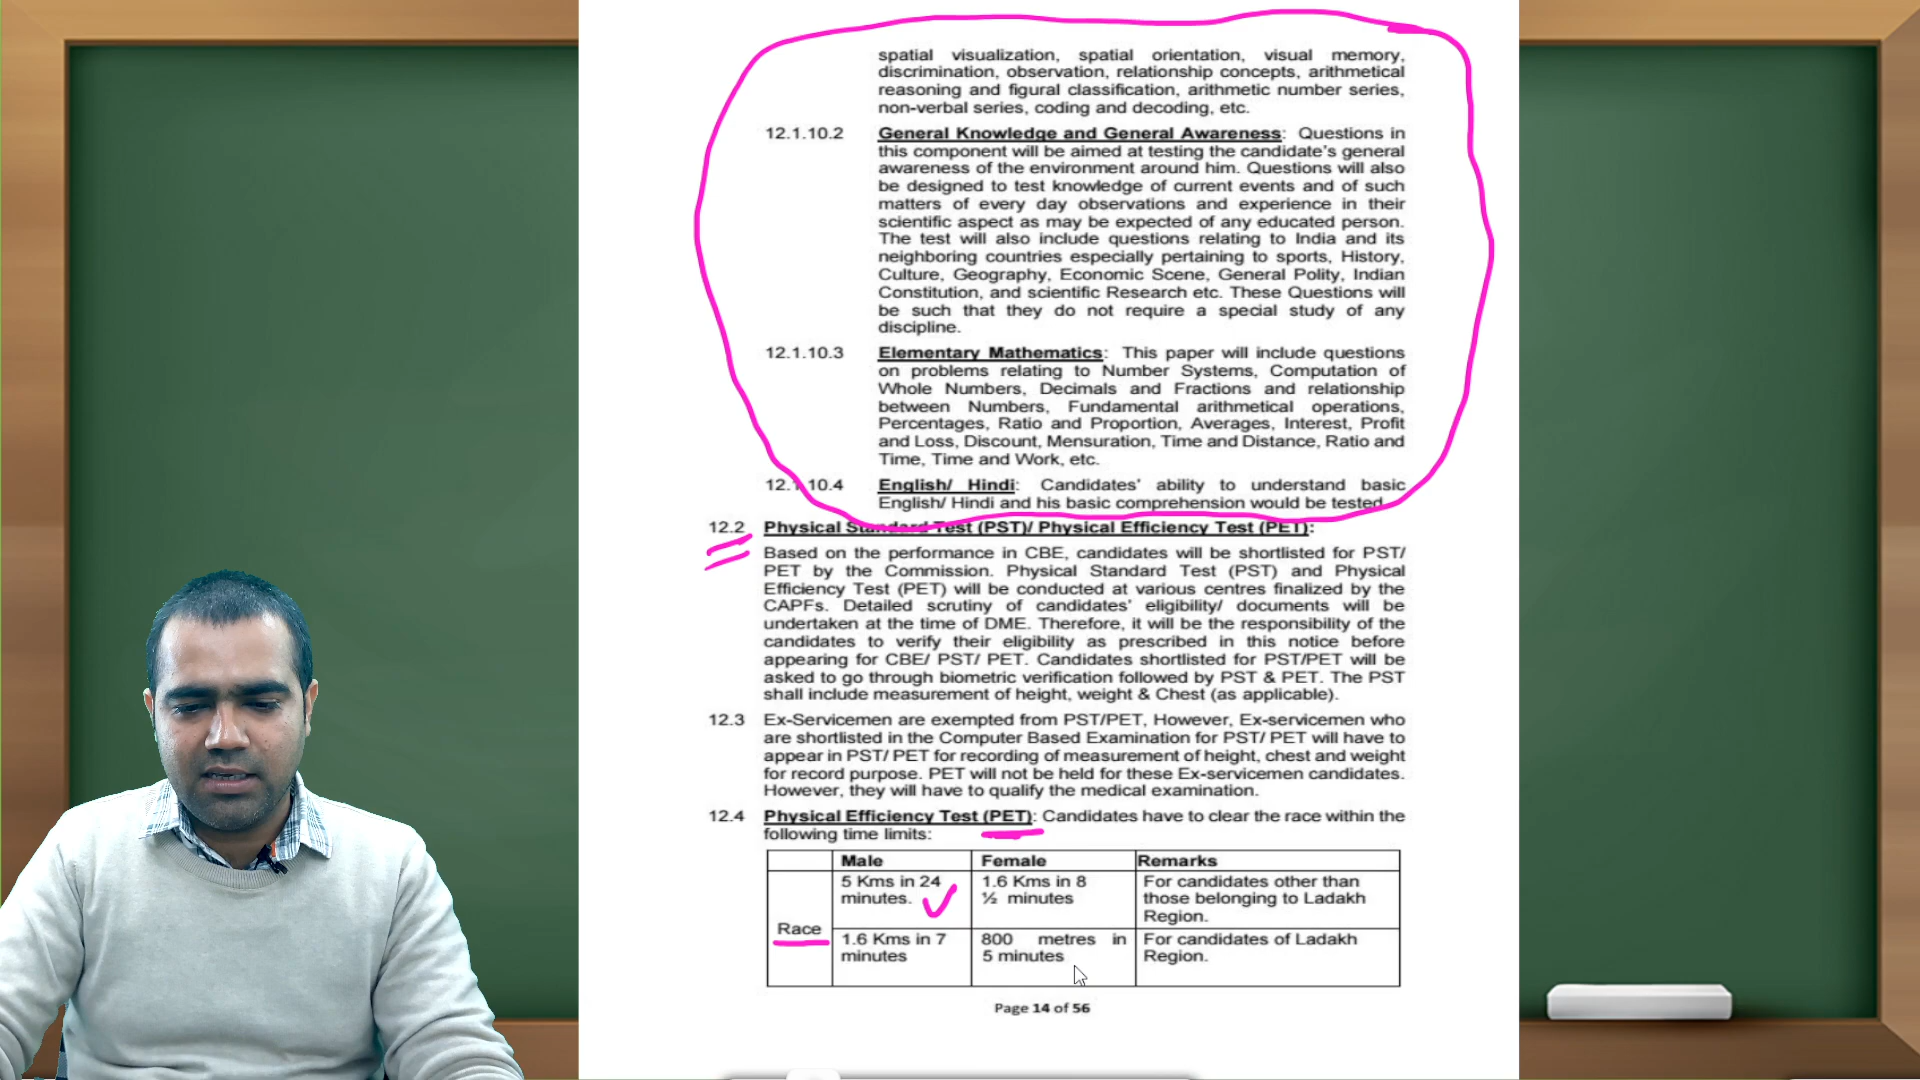 spatial visualization, spatial orientation, visual memory,
discrimination, observation, relationship concepts, arithmetical
reasoning and figural classification, arithmetic number series,
non-verbal series, coding and decoding, etc.
12.1.10.2 General Knowledge and General Awareness: Questions in
this component will be aimed at testing the candidate's general
awareness of the environment around him. Questions will also
be designed to test knowledge of current events and of such
matters of every day observations and experience in their
scientific aspect as may be expected of any educated person.
The test will also include questions relating to India and its
neighboring countries especially pertaining to sports, History,
Culture, Geography, Economic Scene, General Polity, Indian
Constitution, and scientific Research etc. These Questions will
be such that they do not require a special study of any
discipline.
12.1.10.3 Elementary Mathematics: This paper will include questions
on problems relating to Number Systems, Computation of
Whole Numbers, Decimals and Fractions and relationship
between Numbers, Fundamental arithmetical operations,
Percentages, Ratio and Proportion, Averages, Interest, Profit
and Loss, Discount, Mensuration, Time and Distance, Ratio and
Time, Time and Work, etc.
12.1.10.4 English/ Hindi: Candidates' ability to understand basic
English/ Hindi and his basic comprehension would be tested.
12.2 Physical Standard Test (PST)/ Physical Efficiency Test (PET):
Based on the performance in CBE, candidates will be shortlisted for PST/
PET by the Commission. Physical Standard Test (PST) and Physical
Efficiency Test (PET) will be conducted at various centres finalized by the
CAPFs. Detailed scrutiny of candidates' eligibility/ documents will be
undertaken at the time of DME. Therefore, it will be the responsibility of the
candidates to verify their eligibility as prescribed in this notice before
appearing for CBE/ PST/ PET. Candidates shortlisted for PST/PET will be
asked to go through biometric verification followed by PST & PET. The PST
shall include measurement of height, weight & Chest (as applicable).
12.3 Ex-Servicemen are exempted from PST/PET, However, Ex-servicemen who
are shortlisted in the Computer Based Examination for PST/ PET will have to
appear in PST/ PET for recording of measurement of height, chest and weight
for record purpose. PET will not be held for these Ex-servicemen candidates.
However, they will have to qualify the medical examination.
12.4 Physical Efficiency Test (PET): Candidates have to clear the race within the
following time limits:
Male Female Remarks
Race
5 Kms in 24 minutes. 1.6 Kms in 8 ½ minutes For candidates other than those belonging to Ladakh Region.
1.6 Kms in 7 minutes 800 metres in 5 minutes For candidates of Ladakh Region.
Page 14 of 56